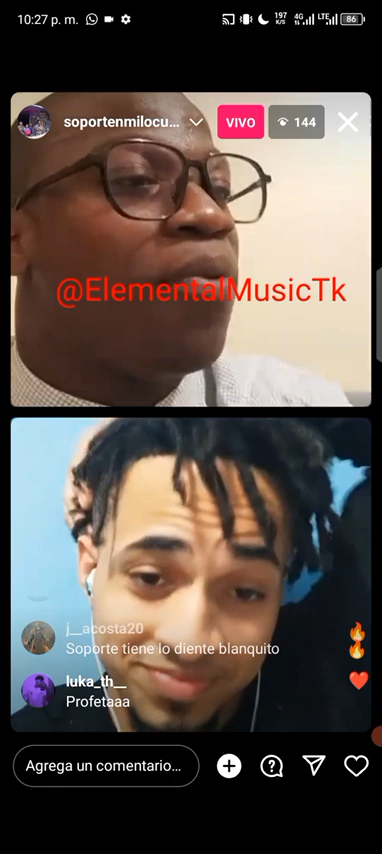 10:27 p. m.
197
K/S
4G
LTE
86
soportenmilocu...
VIVO
144
@ElementalMusicTk
j__acosta20
Soporte tiene lo diente blanquito
luka_th__
Profetaaa
Agrega un comentario...